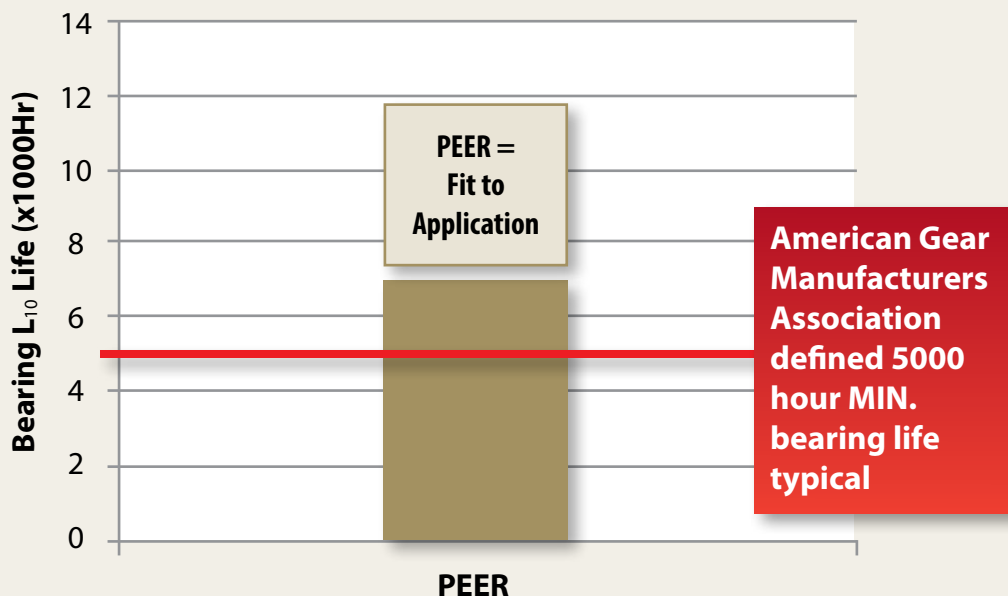 Bearing L10 Life (x1000Hr)
14
12
10
8
6
4
2
0
PEER =
Fit to
Application
American Gear
Manufacturers
Association
defined 5000
hour MIN.
bearing life
typical
PEER